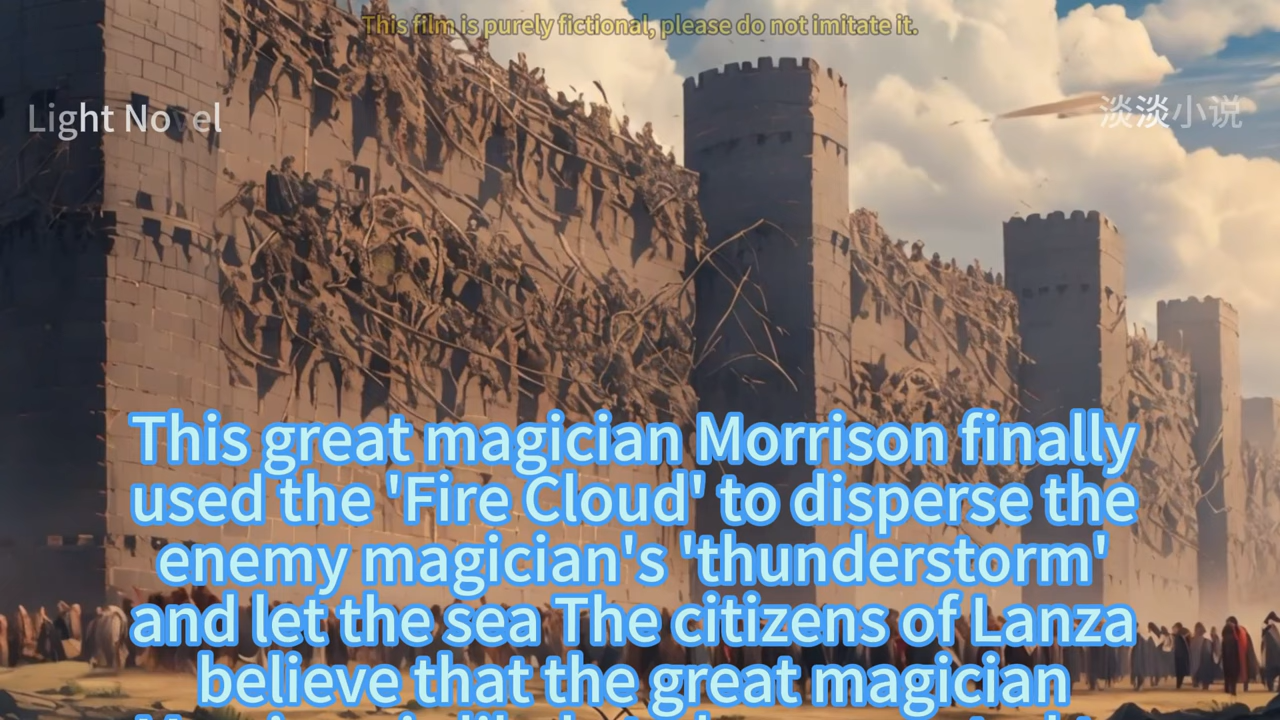 This film is purely fictional, please do not imitate it.
Light No el
淡淡小说
This great magician Morrison finally
used the 'Fire Cloud' to disperse the
enemy magician's 'thunderstorm'
and let the sea The citizens of Lanza
believe that the great magician